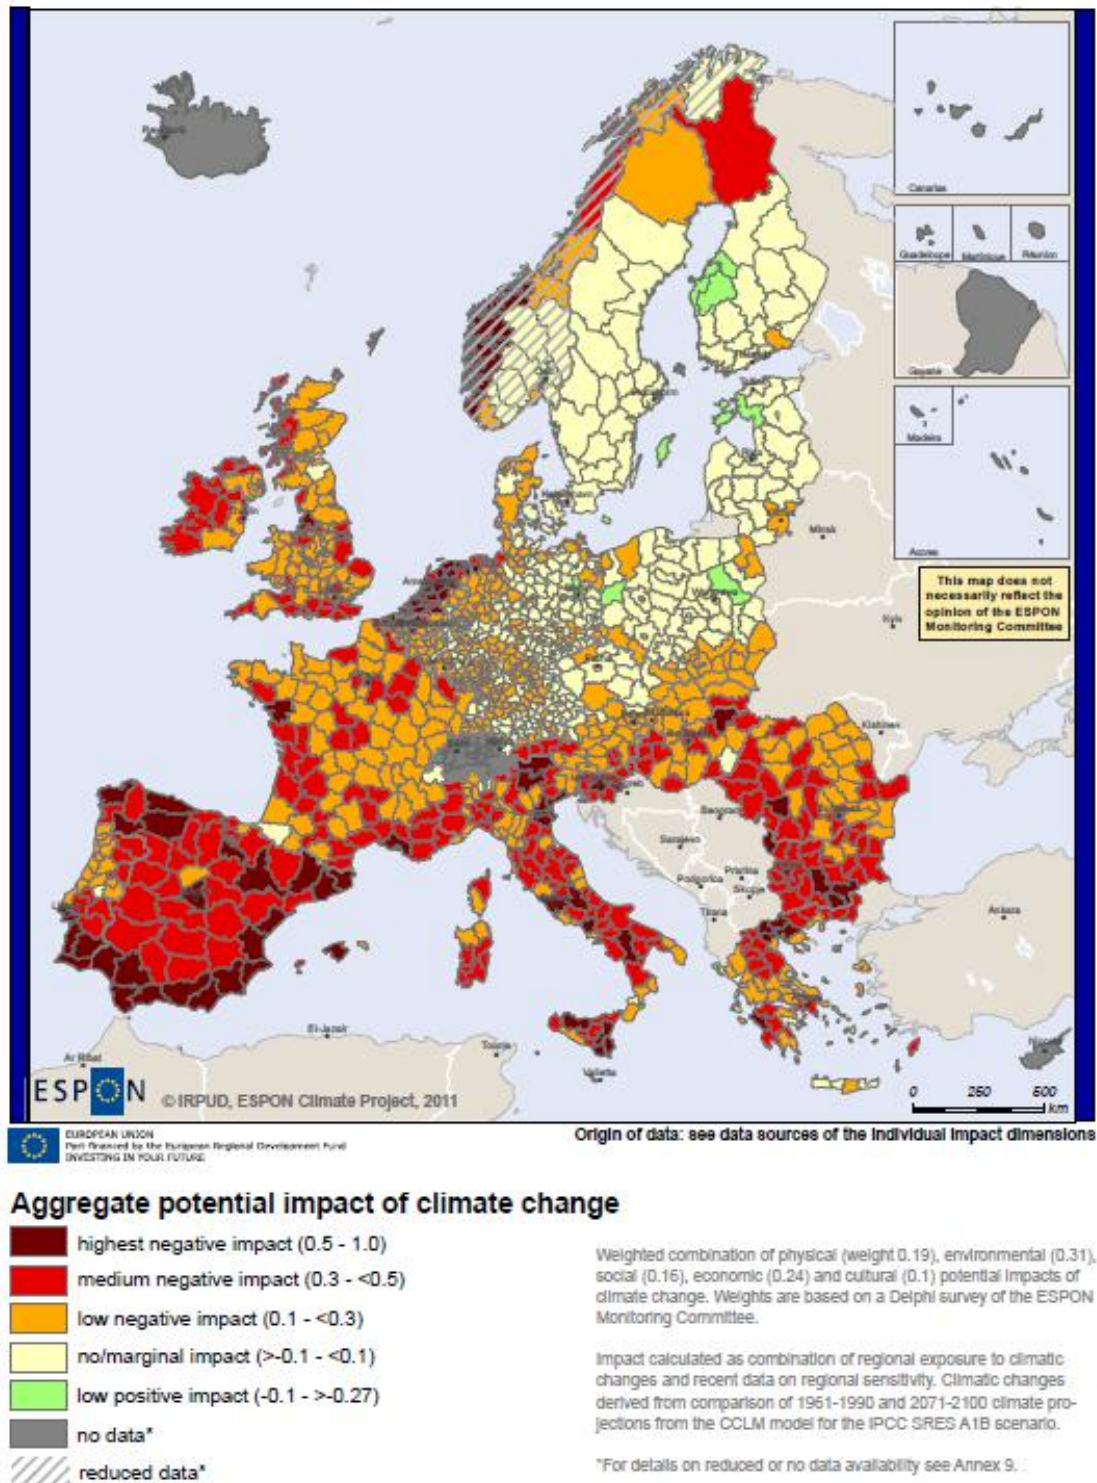 Reykjavik
Canarias
Guadeloupe
Martinique
Réunion
Guyane
Madeira
Acores
This map does not
necessarily reflect the
opinion of the ESPON
Monitoring Committee
Minsk
Kyiv
Kishinev
Beograd
Sarajevo
Podgorica
Pristina
Skopje
Tirana
Ankara
El-Jazair
Tounis
Ar Ribat
Valletta
Nicosia
0 250 500
km
ESPON
© IRPUD, ESPON Climate Project, 2011
EUROPEAN UNION
Part-financed by the European Regional Development Fund
INVESTING IN YOUR FUTURE
Origin of data: see data sources of the individual impact dimensions
Aggregate potential impact of climate change
highest negative impact (0.5 - 1.0)
medium negative impact (0.3 - <0.5)
low negative impact (0.1 - <0.3)
no/marginal impact (>-0.1 - <0.1)
low positive impact (-0.1 - >-0.27)
no data*
reduced data*
Weighted combination of physical (weight 0.19), environmental (0.31),
social (0.16), economic (0.24) and cultural (0.1) potential impacts of
climate change. Weights are based on a Delphi survey of the ESPON
Monitoring Committee.
Impact calculated as combination of regional exposure to climatic
changes and recent data on regional sensitivity. Climatic changes
derived from comparison of 1961-1990 and 2071-2100 climate pro-
jections from the CCLM model for the IPCC SRES A1B scenario.
*For details on reduced or no data availability see Annex 9.